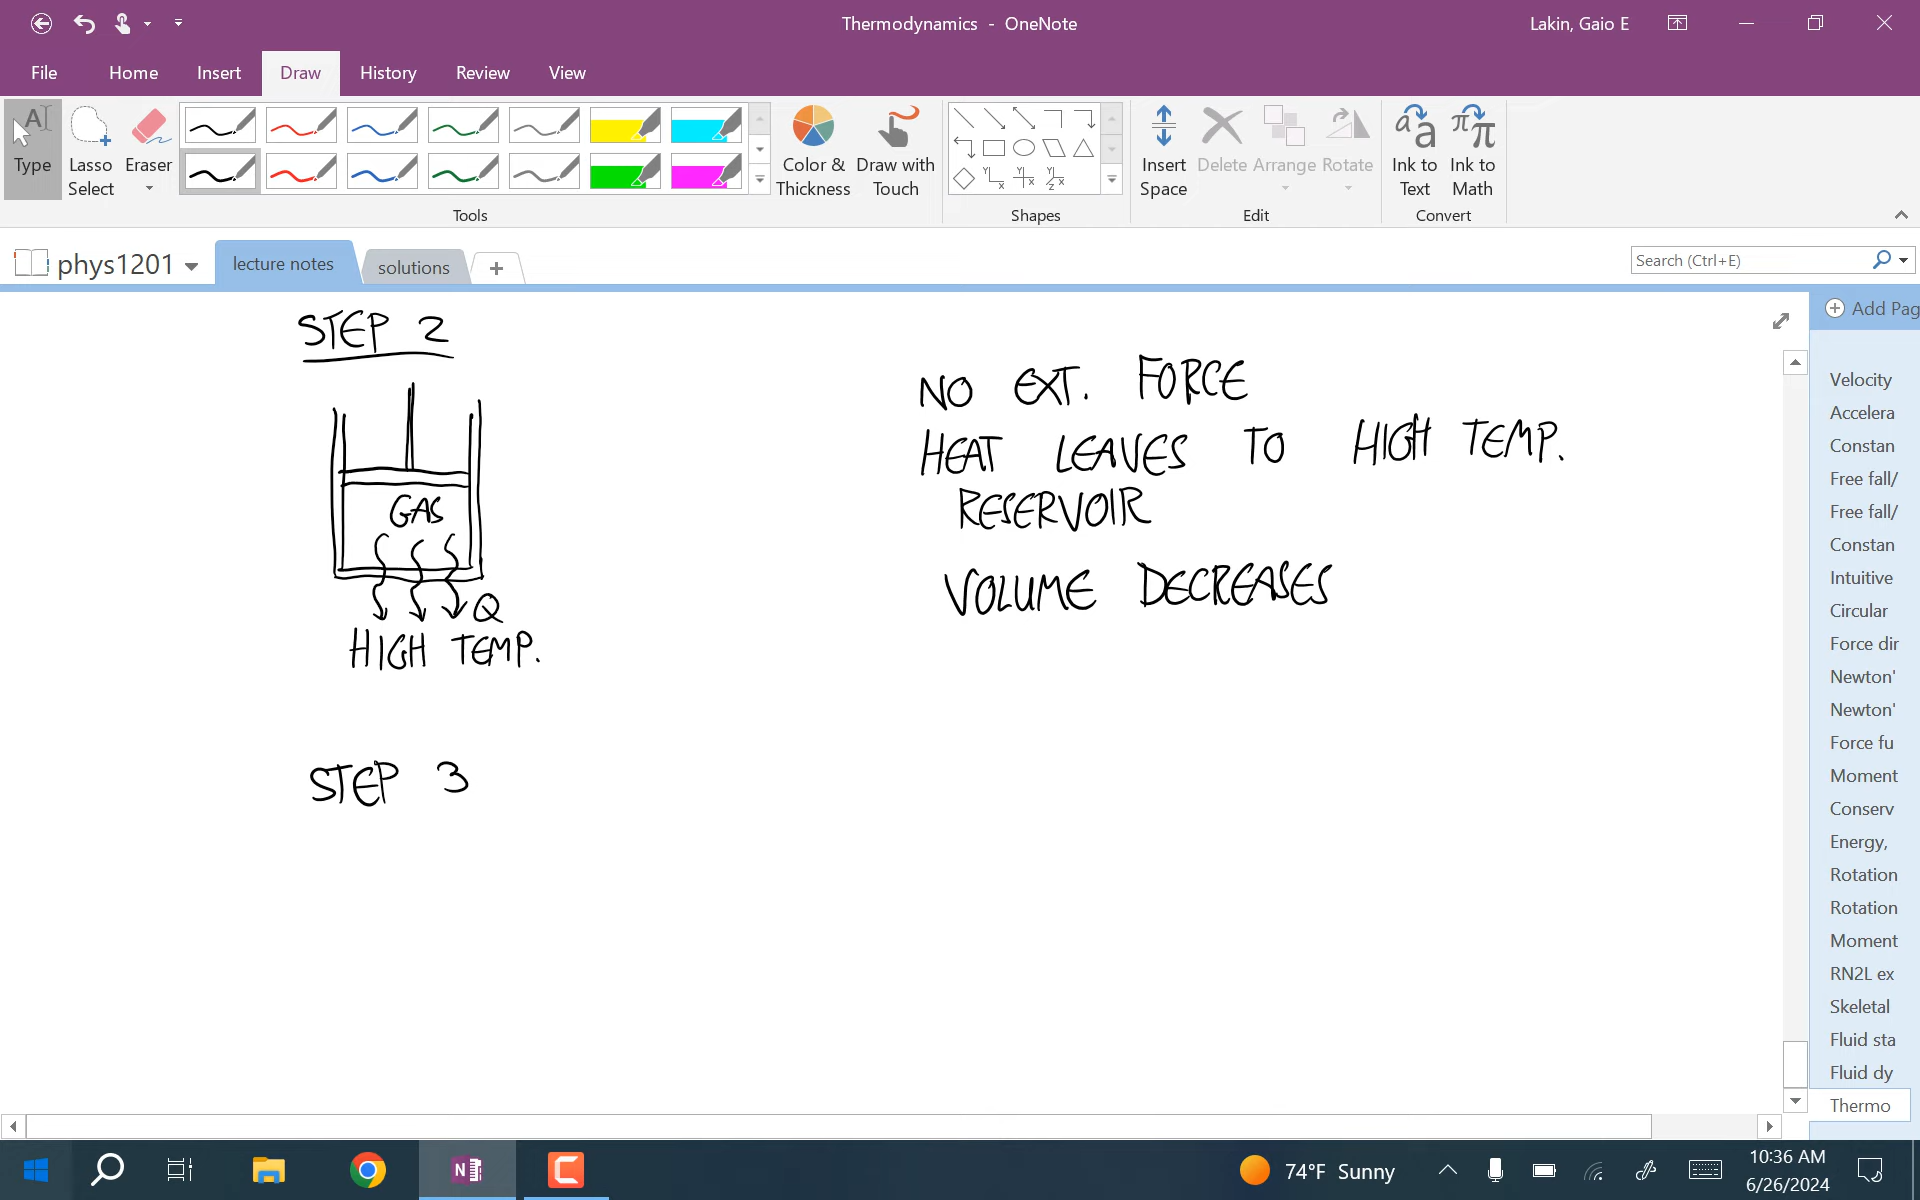 Thermodynamics - OneNote
Lakin, Gaio E
File Home Insert Draw History Review View
Type
Lasso Select
Eraser
Color & Thickness
Draw with Touch
Insert Space
Delete
Arrange
Rotate
Ink to Text
Ink to Math
Tools
Shapes
Edit
Convert
phys1201
lecture notes
solutions
Search (Ctrl+E)
Add Pag
STEP 2
GAS
Q
HIGH TEMP.
NO EXT. FORCE
HEAT LEAVES TO HIGH TEMP.
RESERVOIR
VOLUME DECREASES
STEP 3
Velocity
Accelera
Constan
Free fall/
Free fall/
Constan
Intuitive
Circular
Force dir
Newton'
Newton'
Force fu
Moment
Conserv
Energy,
Rotation
Rotation
Moment
RN2L ex
Skeletal
Fluid sta
Fluid dy
Thermo
74°F Sunny
10:36 AM
6/26/2024